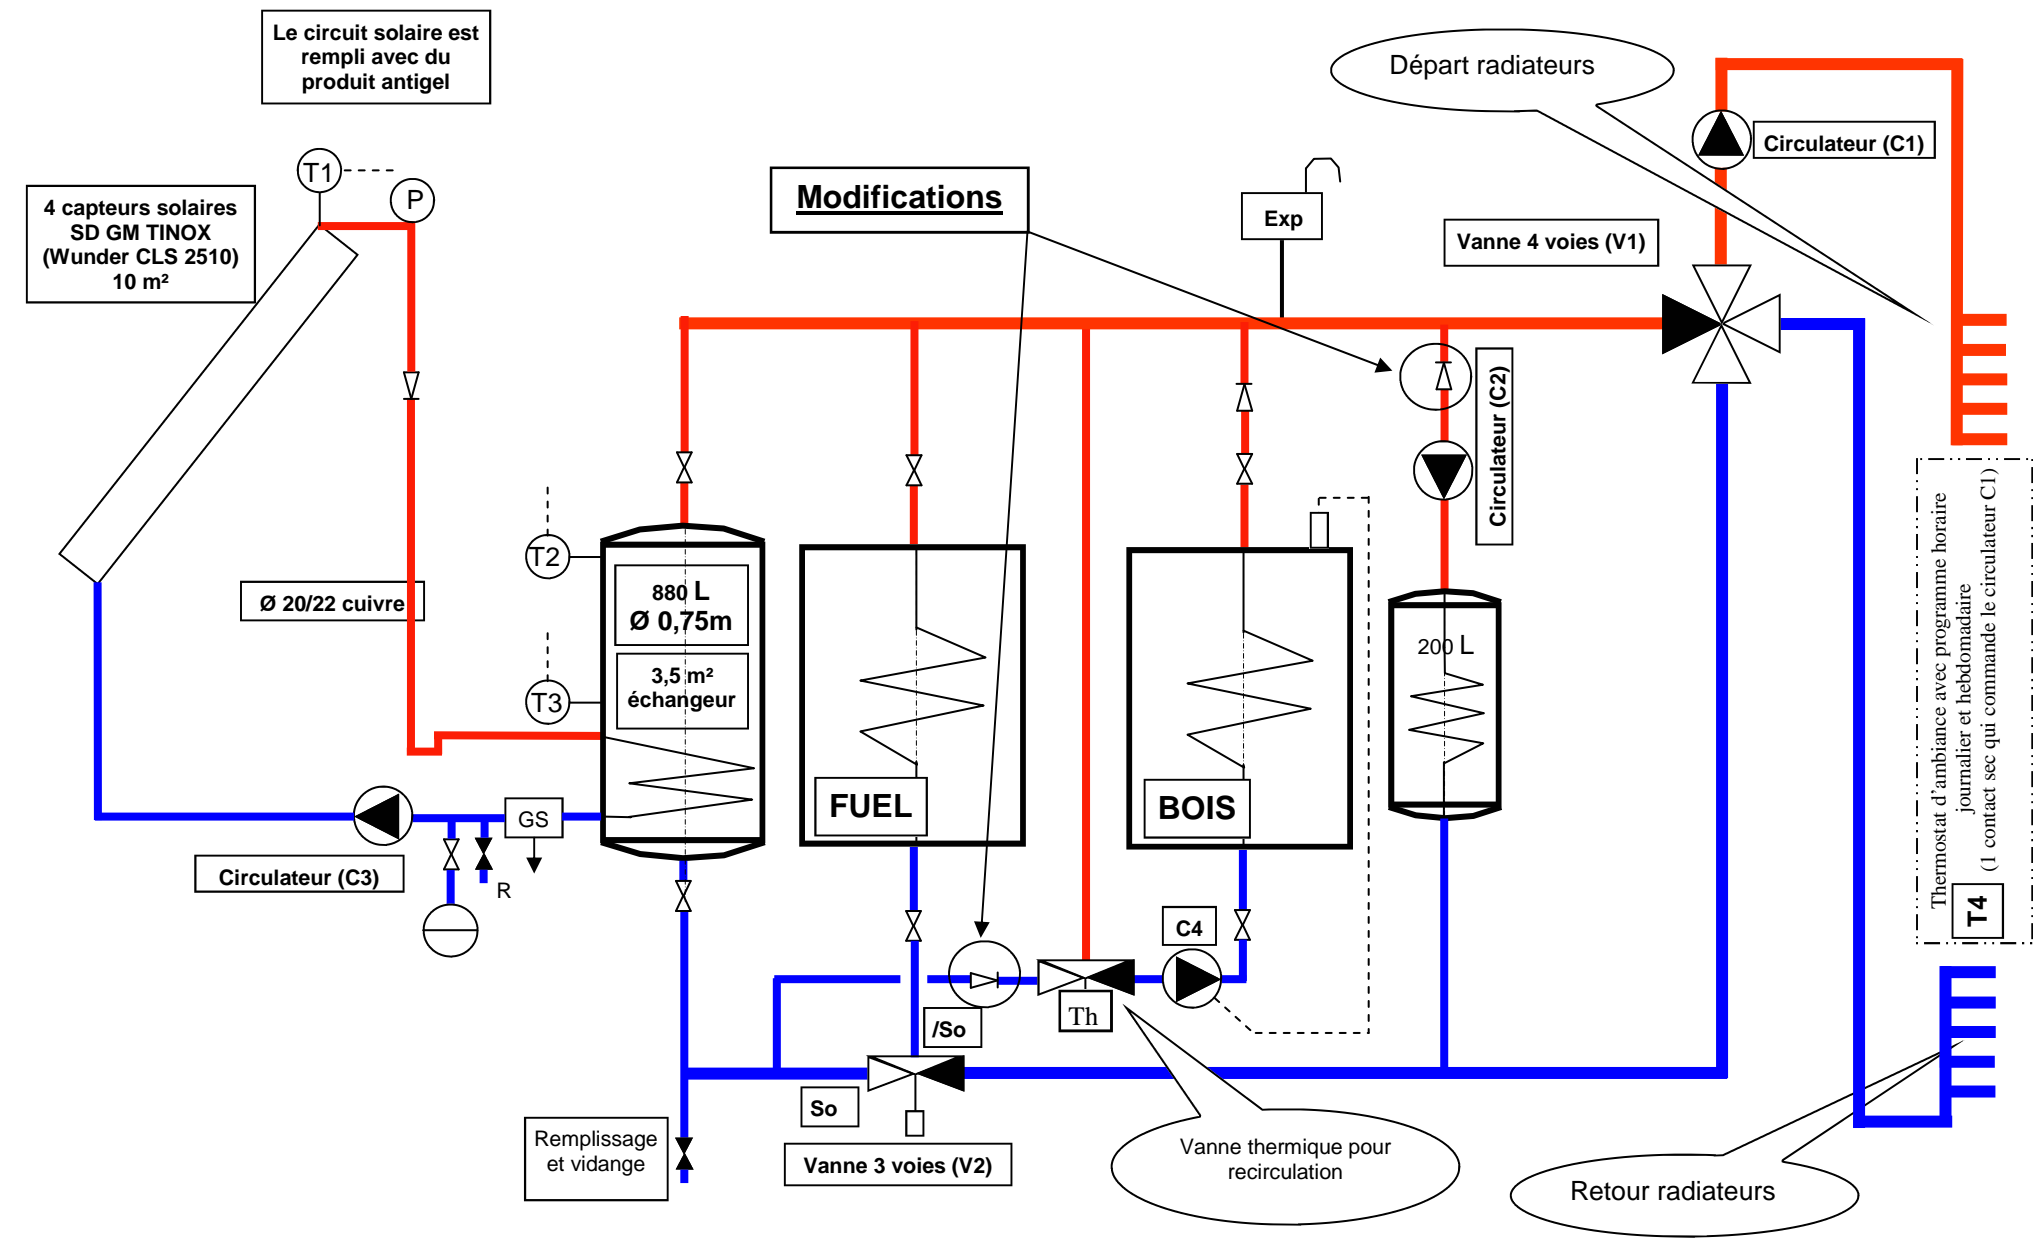 Le circuit solaire est
rempli avec du
produit antigel
Départ radiateurs
Circulateur (C1)
T1
P
4 capteurs solaires
SD GM TINOX
(Wunder CLS 2510)
10 m²
Modifications
Exp
Vanne 4 voies (V1)
Circulateur (C2)
T2
880 L
Ø 0,75m
Ø 20/22 cuivre
200 L
3,5 m²
échangeur
T3
FUEL
BOIS
GS
Circulateur (C3)
R
C4
Th
/So
So
Vanne 3 voies (V2)
Remplissage
et vidange
Vanne thermique pour
recirculation
Retour radiateurs
Thermostat d'ambiance avec programme horaire
journalier et hebdomadaire
(1 contact sec qui commande le circulateur C1)
T4